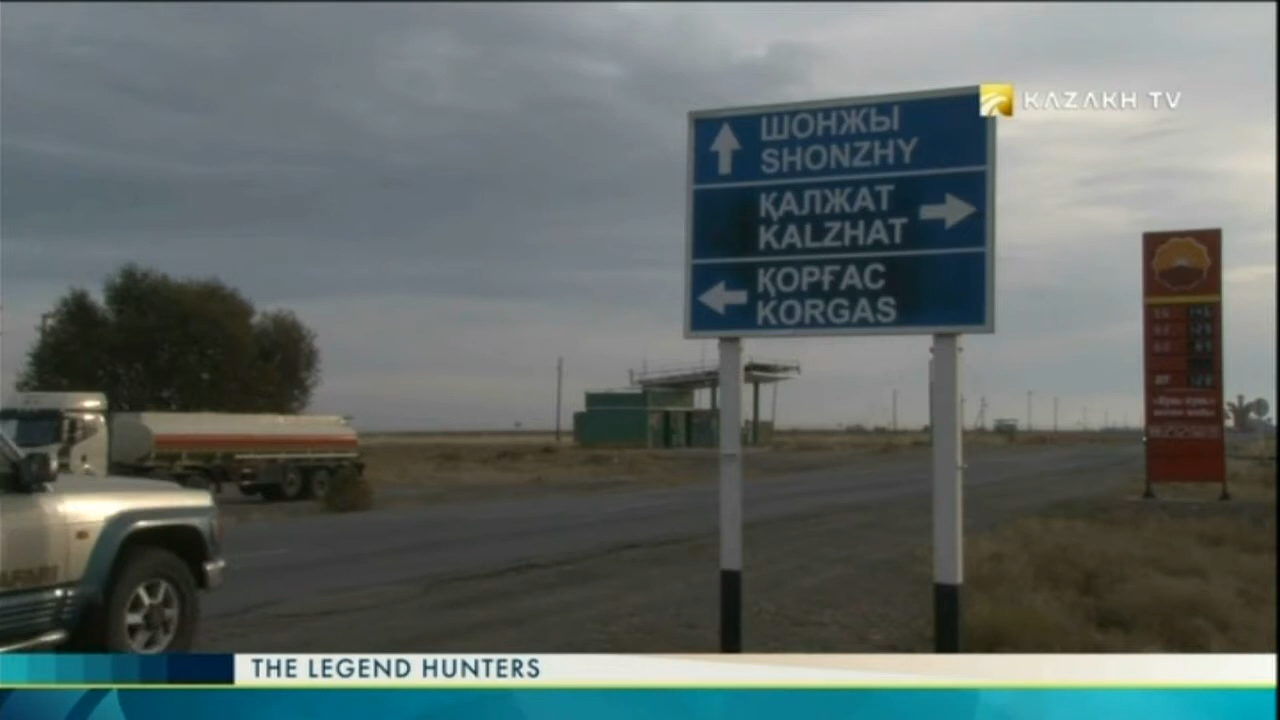 KAZAKH TV
ШОНЖЫ
SHONZHY
ҚАЛЖАТ
KALZHAT
ҚОРҒАС
KORGAS
THE LEGEND HUNTERS